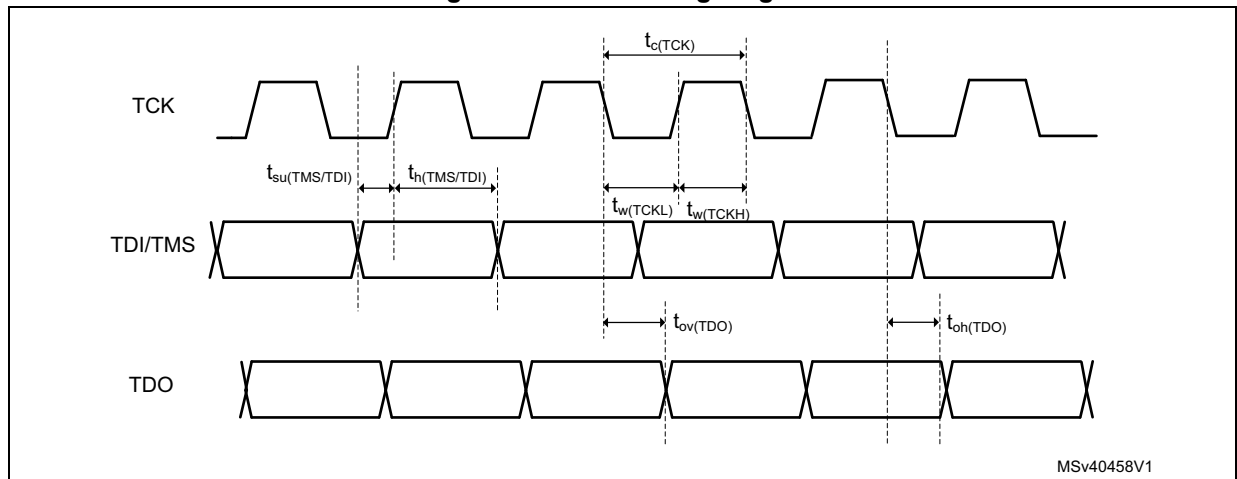 t_c(TCK)
TCK
t_su(TMS/TDI)
t_h(TMS/TDI)
t_w(TCKL)
t_w(TCKH)
TDI/TMS
t_ov(TDO)
t_oh(TDO)
TDO
MSv40458V1